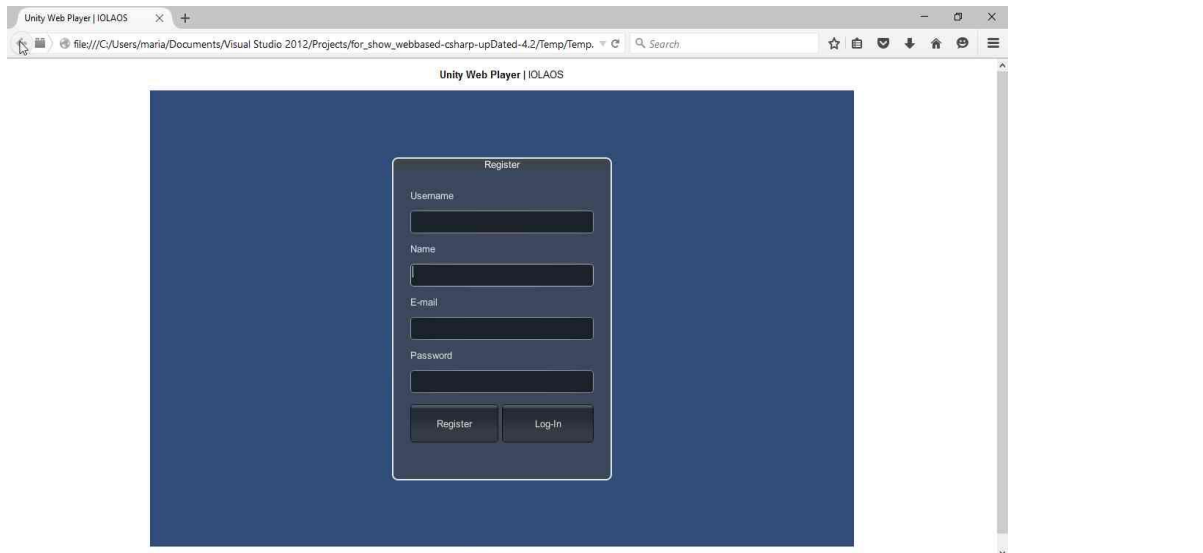 Unity Web Player | IOLAOS
file:///C:/Users/maria/Documents/Visual Studio 2012/Projects/for_show_webbased-csharp-upDated-4.2/Temp/Temp.
Search
Unity Web Player | IOLAOS
Register
Username
Name
E-mail
Password
Register Log-In